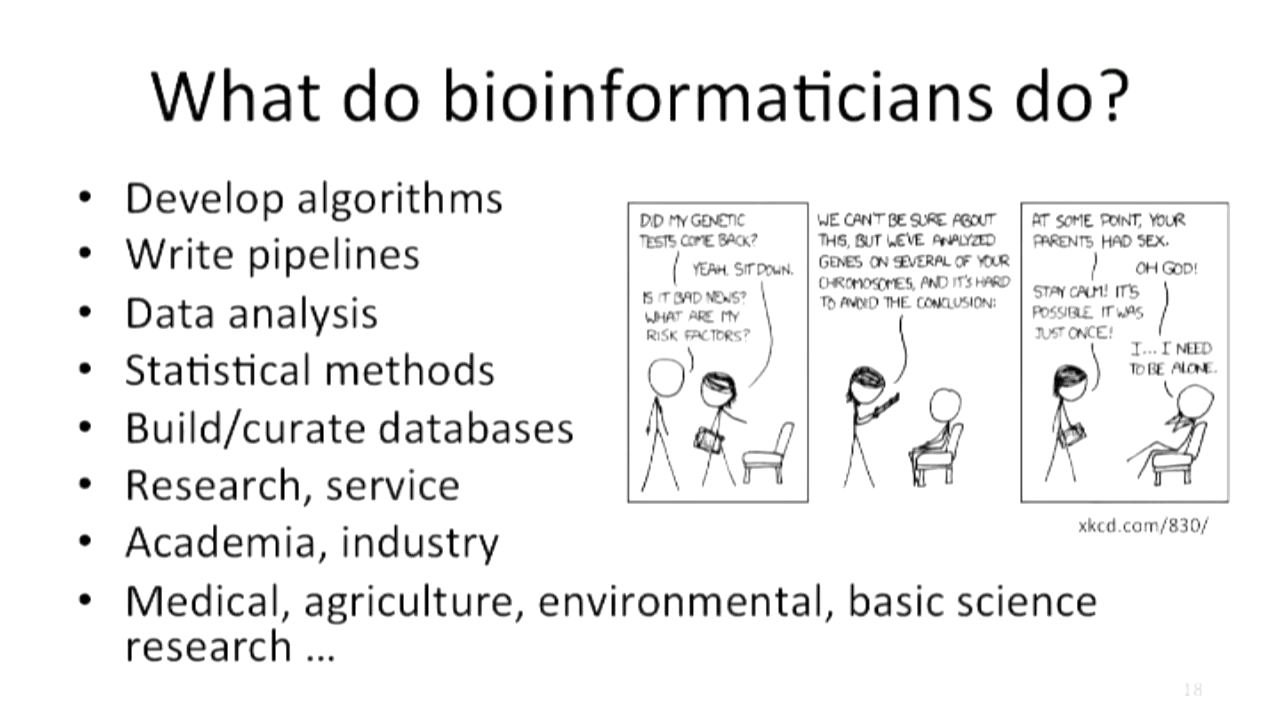 What do bioinformaticians do?
• Develop algorithms
• Write pipelines
• Data analysis
• Statistical methods
• Build/curate databases
• Research, service
• Academia, industry
• Medical, agriculture, environmental, basic science
research ...
DID MY GENETIC
TESTS COME BACK?
YEAH. SIT DOWN.
IS IT BAD NEWS?
WHAT ARE MY
RISK FACTORS?
WE CAN'T BE SURE ABOUT
THIS, BUT WE'VE ANALYZED
GENES ON SEVERAL OF YOUR
CHROMOSOMES, AND IT'S HARD
TO AVOID THE CONCLUSION:
AT SOME POINT, YOUR
PARENTS HAD SEX.
OH GOD!
STAY CALM! IT'S
POSSIBLE IT WAS
JUST ONCE!
I... I NEED
TO BE ALONE.
xkcd.com/830/
18